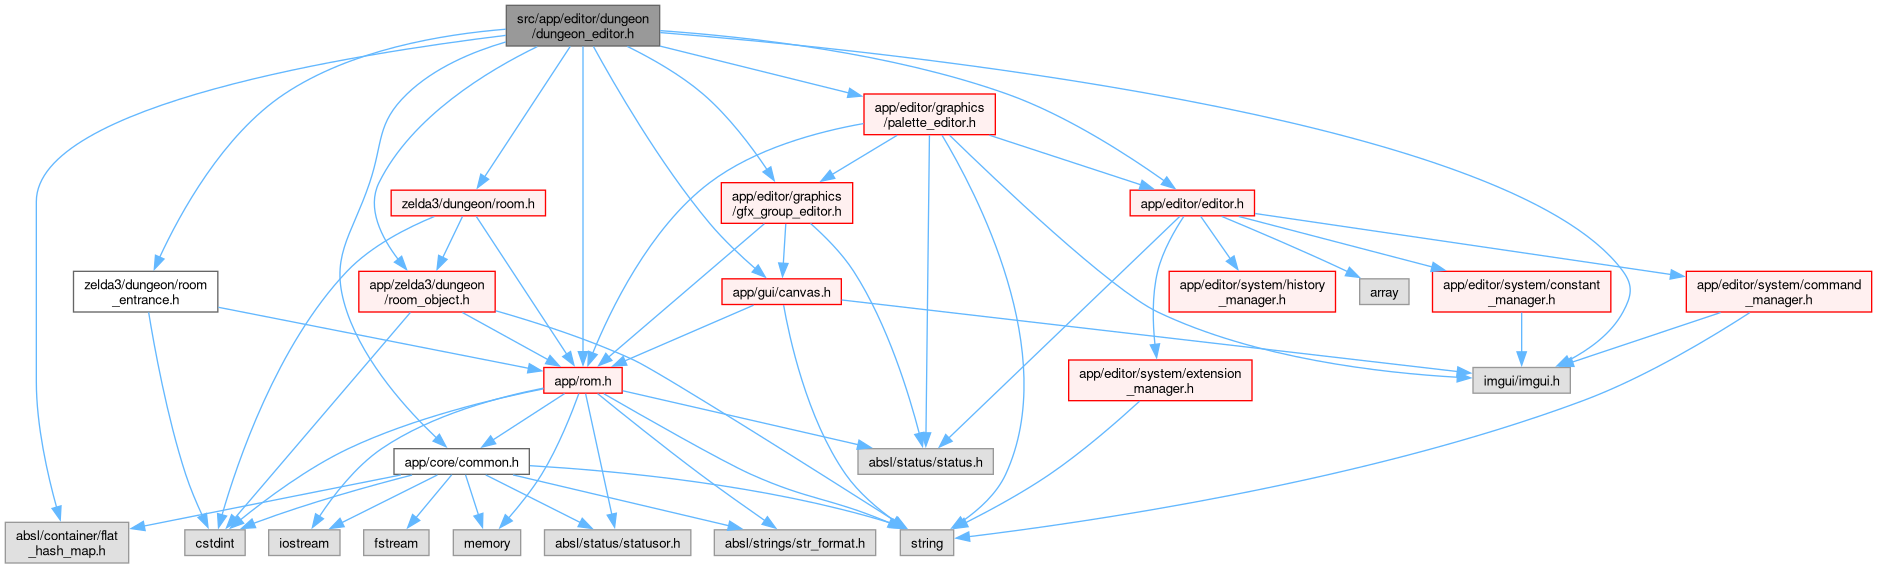 src/app/editor/dungeon
/dungeon_editor.h
app/editor/graphics
/palette_editor.h
zelda3/dungeon/room.h
app/editor/graphics
/gfx_group_editor.h
app/editor/editor.h
zelda3/dungeon/room
_entrance.h
app/zelda3/dungeon
/room_object.h
app/gui/canvas.h
app/editor/system/history
_manager.h
array
app/editor/system/constant
_manager.h
app/editor/system/command
_manager.h
app/rom.h
app/editor/system/extension
_manager.h
imgui/imgui.h
app/core/common.h
absl/status/status.h
absl/container/flat
_hash_map.h
cstdint
iostream
fstream
memory
absl/status/statusor.h
absl/strings/str_format.h
string